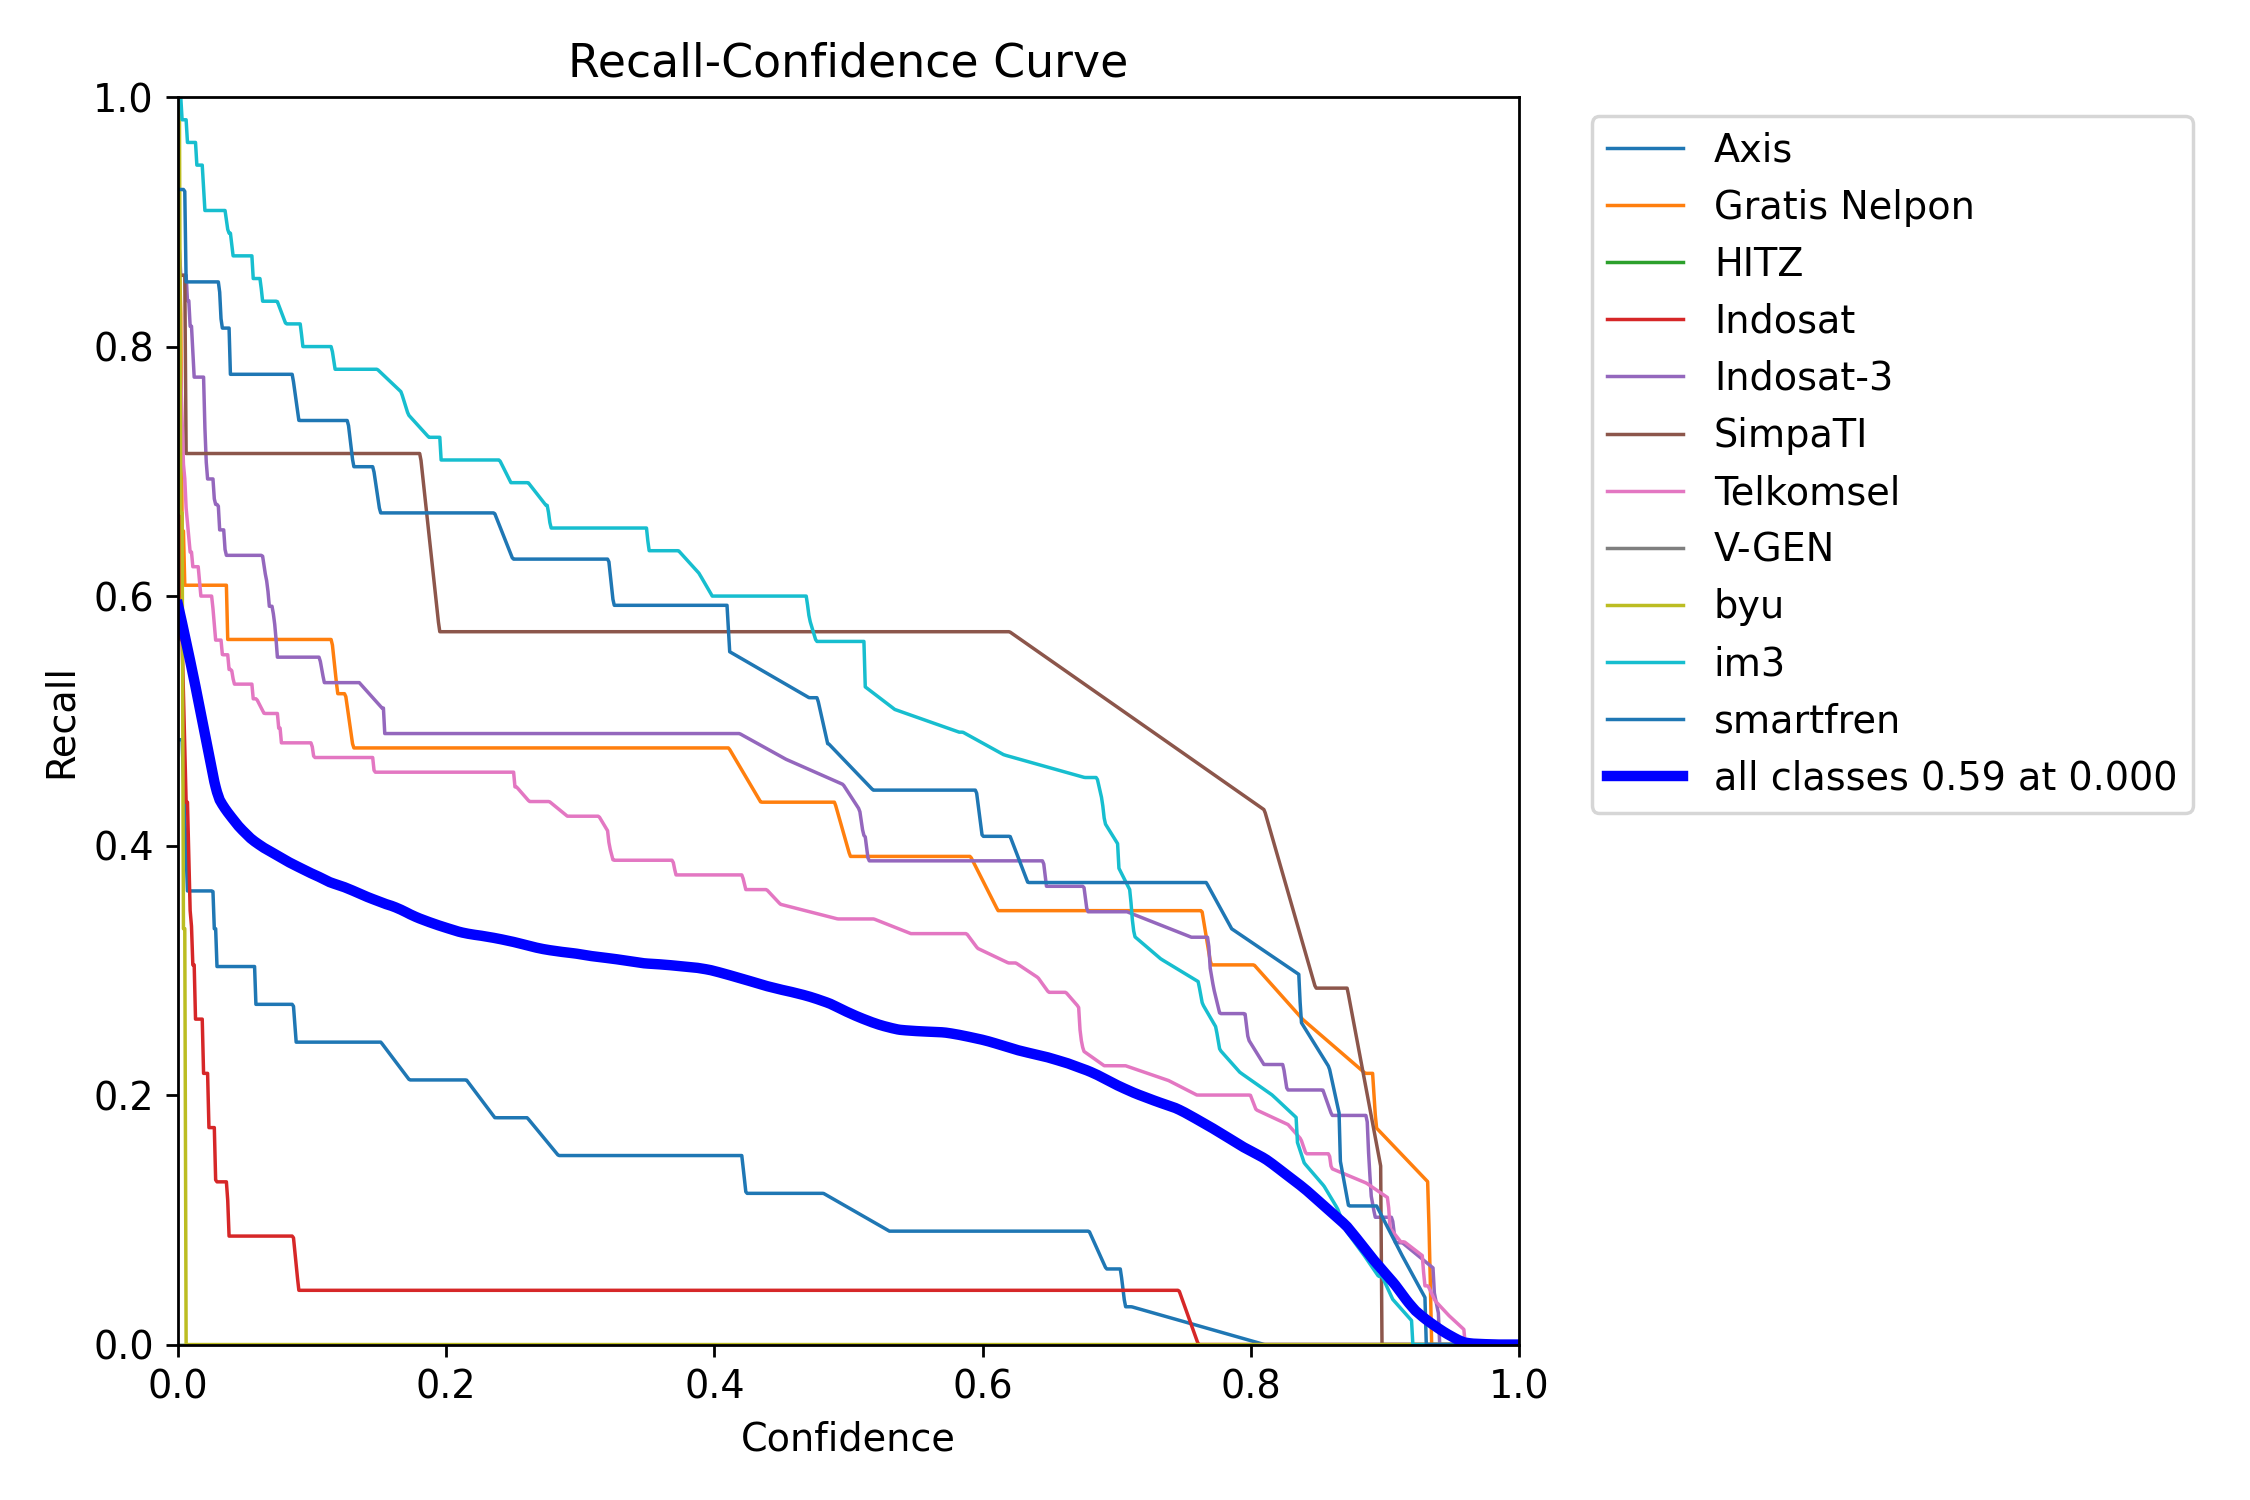 Recall-Confidence Curve
1.0
0.8
0.6
0.4
0.2
0.0
Recall
0.0 0.2 0.4 0.6 0.8 1.0
Confidence
Axis
Gratis Nelpon
HITZ
Indosat
Indosat-3
SimpaTI
Telkomsel
V-GEN
byu
im3
smartfren
all classes 0.59 at 0.000